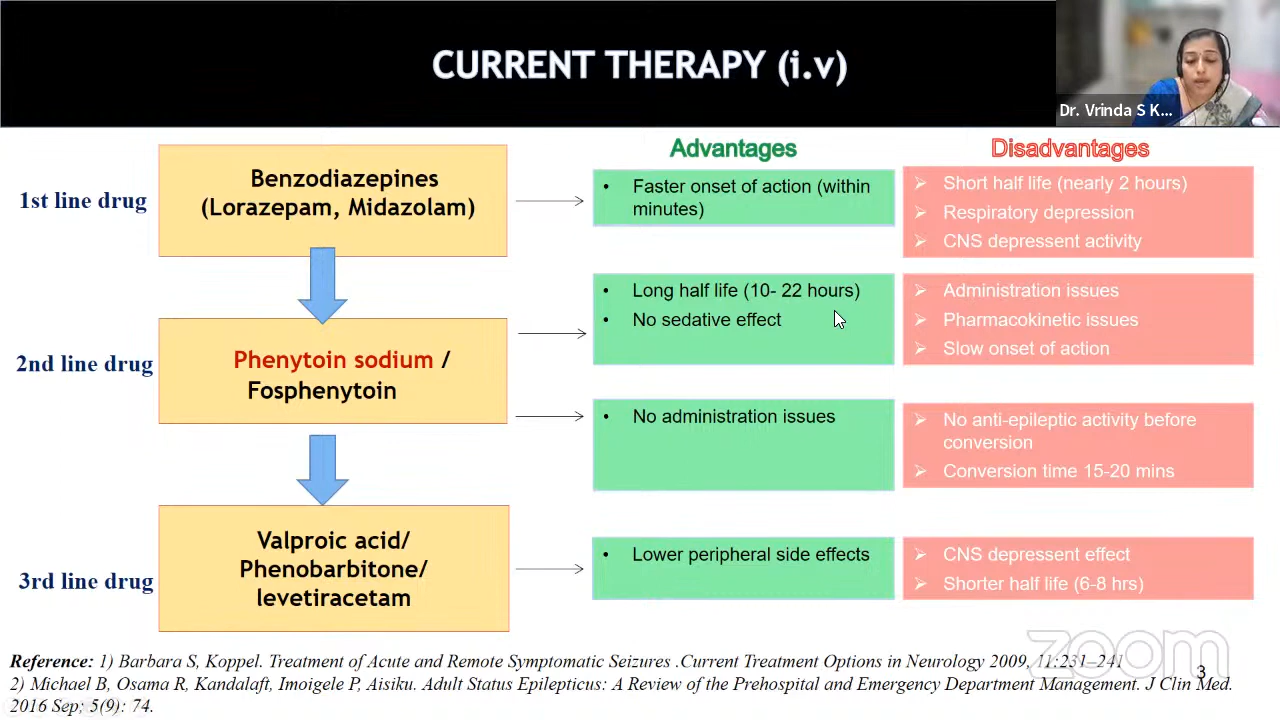 CURRENT THERAPY (i.v)
Dr. Vrinda S K...
Advantages
Disadvantages
1st line drug
Benzodiazepines
(Lorazepam, Midazolam)
• Faster onset of action (within
minutes)
Short half life (nearly 2 hours)
Respiratory depression
CNS depressent activity
2nd line drug
Phenytoin sodium /
Fosphenytoin
• Long half life (10- 22 hours)
• No sedative effect
Administration issues
Pharmacokinetic issues
Slow onset of action
• No administration issues
No anti-epileptic activity before
conversion
Conversion time 15-20 mins
3rd line drug
Valproic acid/
Phenobarbitone/
levetiracetam
• Lower peripheral side effects
CNS depressent effect
Shorter half life (6-8 hrs)
Reference: 1) Barbara S, Koppel. Treatment of Acute and Remote Symptomatic Seizures .Current Treatment Options in Neurology 2009, 11:231–241
2) Michael B, Osama R, Kandalaft, Imoigele P, Aisiku. Adult Status Epilepticus: A Review of the Prehospital and Emergency Department Management. J Clin Med.
2016 Sep; 5(9): 74.
zoom
3